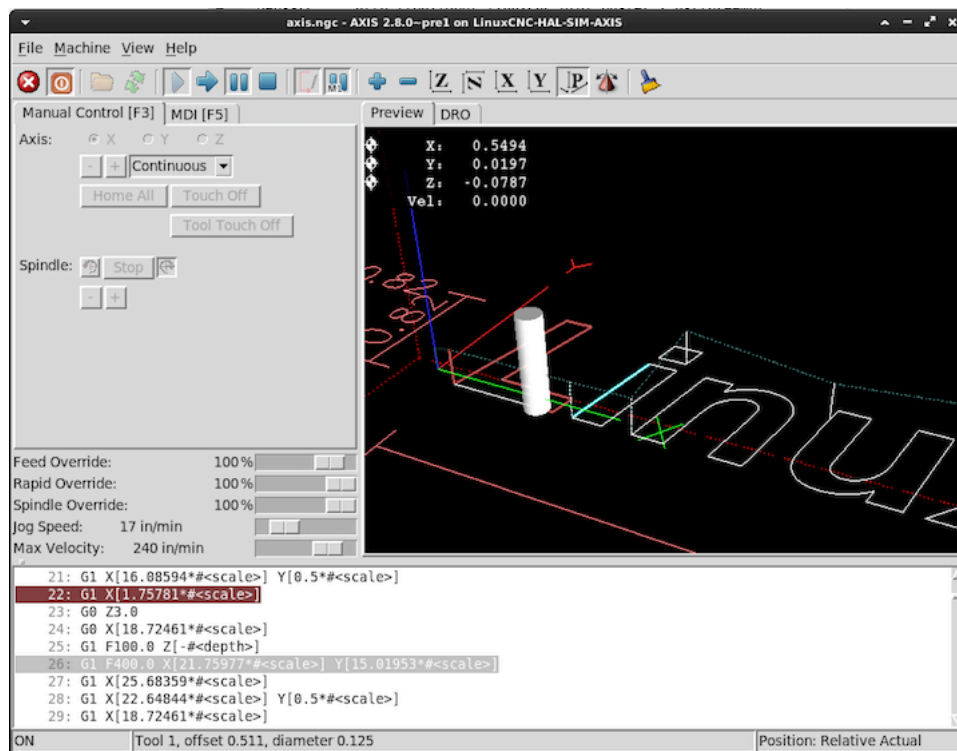 axis.ngc - AXIS 2.8.0~pre1 on LinuxCNC-HAL-SIM-AXIS
File Machine View Help
Z N X Y P
Manual Control [F3] MDI [F5]
Preview DRO
Axis: X Y Z
- + Continuous
Home All Touch Off
Tool Touch Off
Spindle: Stop
- +
X: 0.5494
Y: 0.0197
Z: -0.0787
Vel: 0.0000
Y
X
Linu
Feed Override: 100%
Rapid Override: 100%
Spindle Override: 100%
Jog Speed: 17 in/min
Max Velocity: 240 in/min
21: G1 X[16.08594*#<scale>] Y[0.5*#<scale>]
22: G1 X[1.75781*#<scale>]
23: G0 Z3.0
24: G0 X[18.72461*#<scale>]
25: G1 F100.0 Z[-#<depth>]
26: G1 F400.0 X[21.75977*#<scale>] Y[15.01953*#<scale>]
27: G1 X[25.68359*#<scale>]
28: G1 X[22.64844*#<scale>] Y[0.5*#<scale>]
29: G1 X[18.72461*#<scale>]
ON Tool 1, offset 0.511, diameter 0.125 Position: Relative Actual